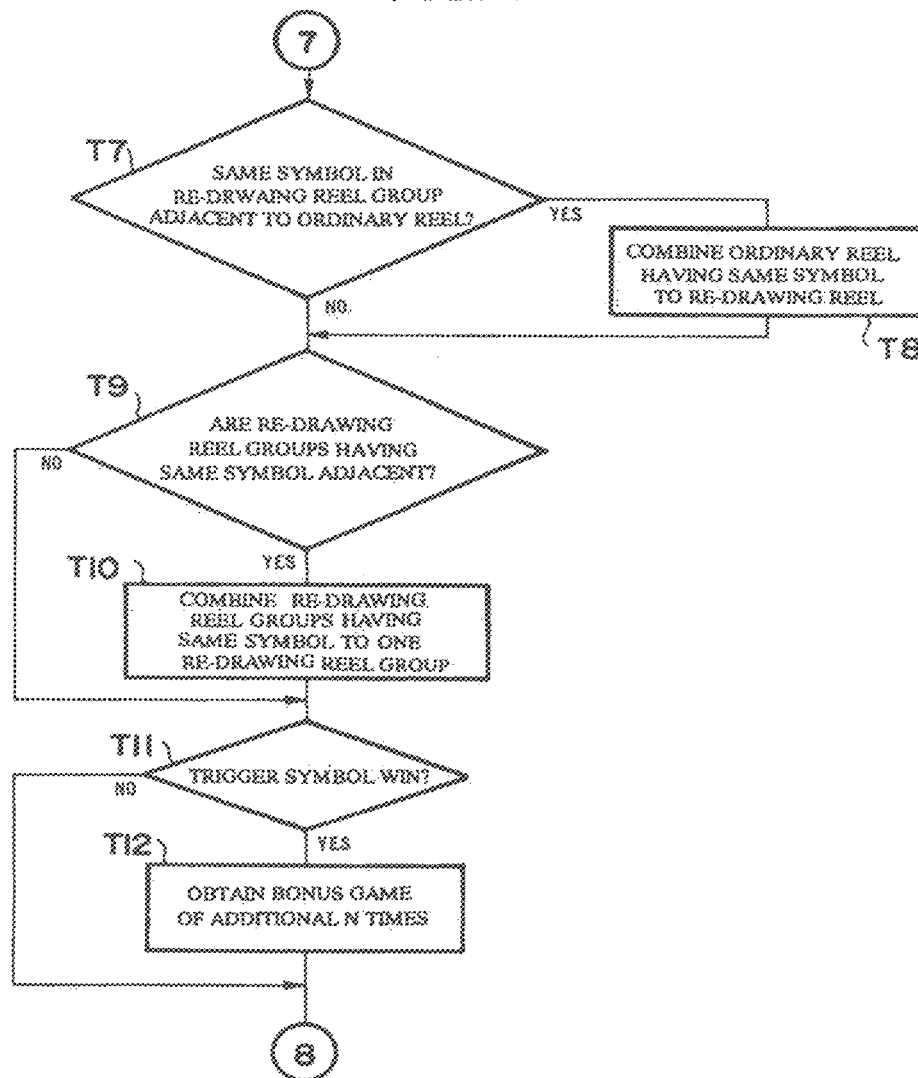 7
T7
SAME SYMBOL IN
RE-DRWAING REEL GROUP
ADJACENT TO ORDINARY REEL?
YES
COMBINE ORDINARY REEL
HAVING SAME SYMBOL
TO RE-DRAWING REEL
T8
NO
T9
ARE RE-DRAWING
REEL GROUPS HAVING
SAME SYMBOL ADJACENT?
NO
YES
T10
COMBINE RE-DRAWING
REEL GROUPS HAVING
SAME SYMBOL TO ONE
RE-DRAWING REEL GROUP
T11
TRIGGER SYMBOL WIN?
NO
YES
T12
OBTAIN BONUS GAME
OF ADDITIONAL N TIMES
8